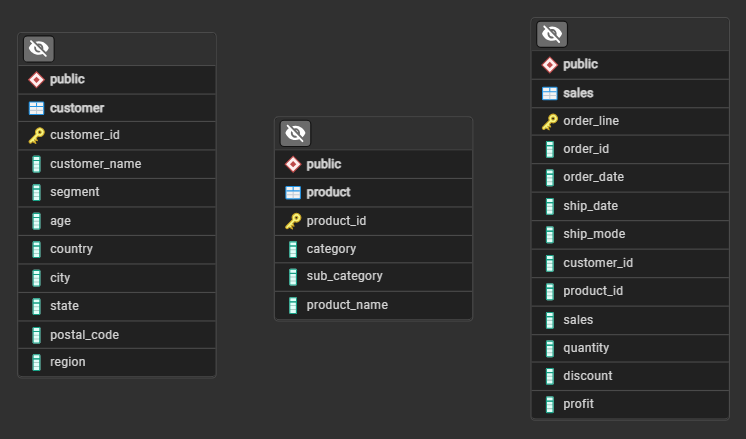 public
customer
customer_id
customer_name
segment
age
country
city
state
postal_code
region
public
product
product_id
category
sub_category
product_name
public
sales
order_line
order_id
order_date
ship_date
ship_mode
customer_id
product_id
sales
quantity
discount
profit